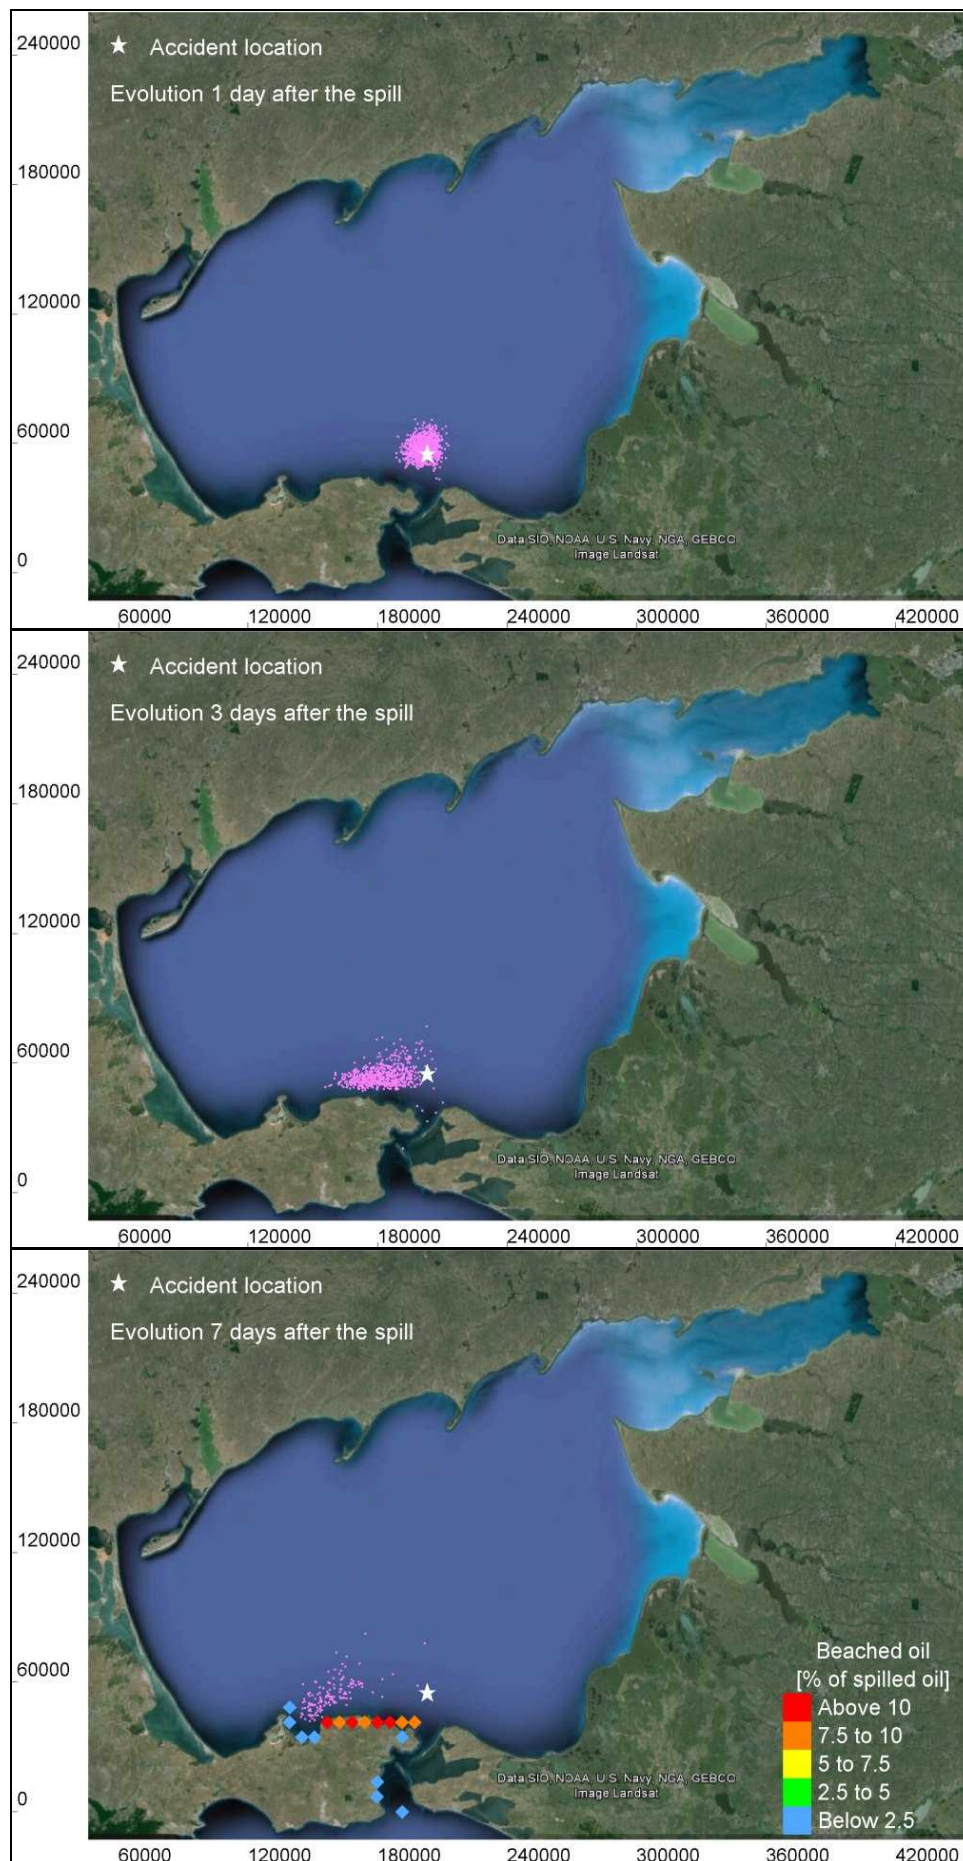 240000
★ Accident location
Evolution 1 day after the spill
180000
120000
60000
Data SIO, NOAA, U.S. Navy, NGA, GEBCO
Image Landsat
0
60000 120000 180000 240000 300000 360000 420000
240000
★ Accident location
Evolution 3 days after the spill
180000
120000
60000
Data SIO, NOAA, U.S. Navy, NGA, GEBCO
Image Landsat
0
60000 120000 180000 240000 300000 360000 420000
240000
★ Accident location
Evolution 7 days after the spill
180000
120000
60000
Beached oil
[% of spilled oil]
Above 10
7.5 to 10
5 to 7.5
2.5 to 5
Below 2.5
Data SIO, NOAA, U.S. Navy, NGA, GEBCO
Image Landsat
0
60000 120000 180000 240000 300000 360000 420000